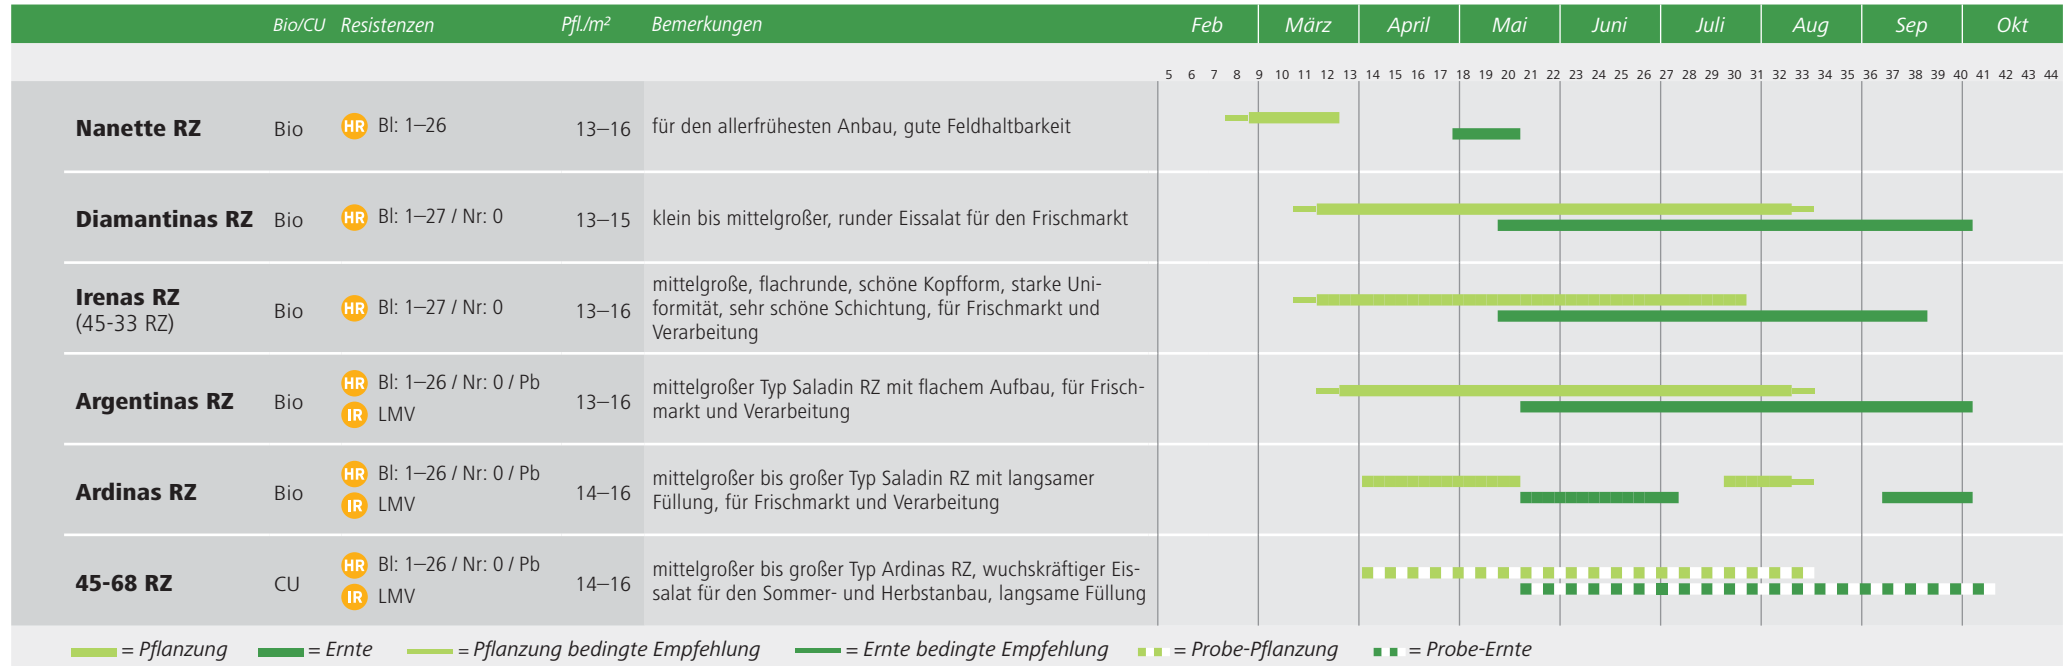 Bio/CU Resistenzen Pfl./m² Bemerkungen Feb März April Mai Juni Juli Aug Sep Okt
5 6 7 8 9 10 11 12 13 14 15 16 17 18 19 20 21 22 23 24 25 26 27 28 29 30 31 32 33 34 35 36 37 38 39 40 41 42 43 44
Nanette RZ Bio HR Bl: 1–26 13–16 für den allerfrühesten Anbau, gute Feldhaltbarkeit
Diamantinas RZ Bio HR Bl: 1–27 / Nr: 0 13–15 klein bis mittelgroßer, runder Eissalat für den Frischmarkt
Irenas RZ
(45-33 RZ)
Bio HR Bl: 1–27 / Nr: 0 13–16
mittelgroße, flachrunde, schöne Kopfform, starke Uni-
formität, sehr schöne Schichtung, für Frischmarkt und
Verarbeitung
Argentinas RZ Bio
HR Bl: 1–26 / Nr: 0 / Pb
IR LMV
13–16
mittelgroßer Typ Saladin RZ mit flachem Aufbau, für Frisch-
markt und Verarbeitung
Ardinas RZ Bio
HR Bl: 1–26 / Nr: 0 / Pb
IR LMV
14–16
mittelgroßer bis großer Typ Saladin RZ mit langsamer
Füllung, für Frischmarkt und Verarbeitung
45-68 RZ CU
HR Bl: 1–26 / Nr: 0 / Pb
IR LMV
14–16
mittelgroßer bis großer Typ Ardinas RZ, wuchskräftiger Eis-
salat für den Sommer- und Herbstanbau, langsame Füllung
= Pflanzung = Ernte = Pflanzung bedingte Empfehlung = Ernte bedingte Empfehlung = Probe-Pflanzung = Probe-Ernte